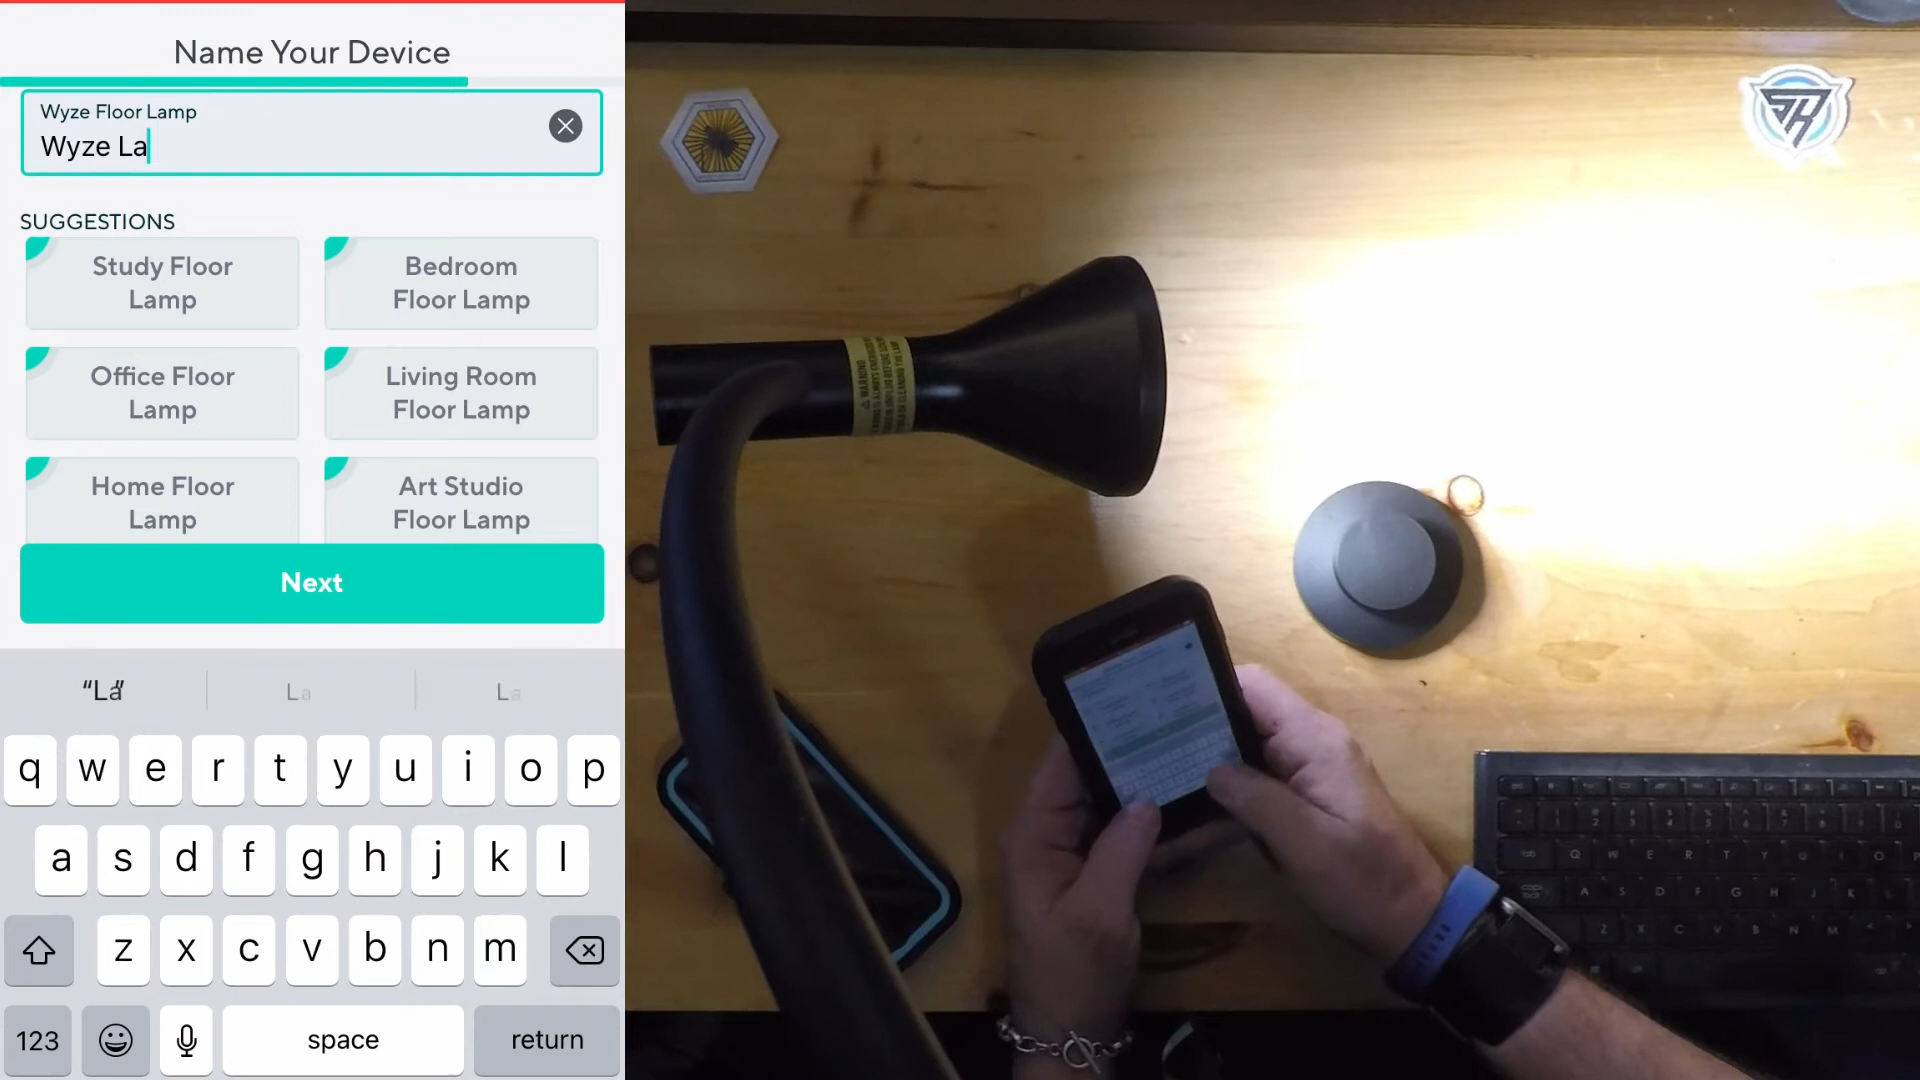 Name Your Device
Wyze Floor Lamp
Wyze La
SUGGESTIONS
Study Floor
Lamp
Bedroom
Floor Lamp
Office Floor
Lamp
Living Room
Floor Lamp
Home Floor
Lamp
Art Studio
Floor Lamp
Next
“La”
La
La
q w e r t y u i o p
a s d f g h j k l
z x c v b n m
123
space
return
WARNING
Q W E R T Y U I O P
A S D F G H J K L
Z X C V B N M